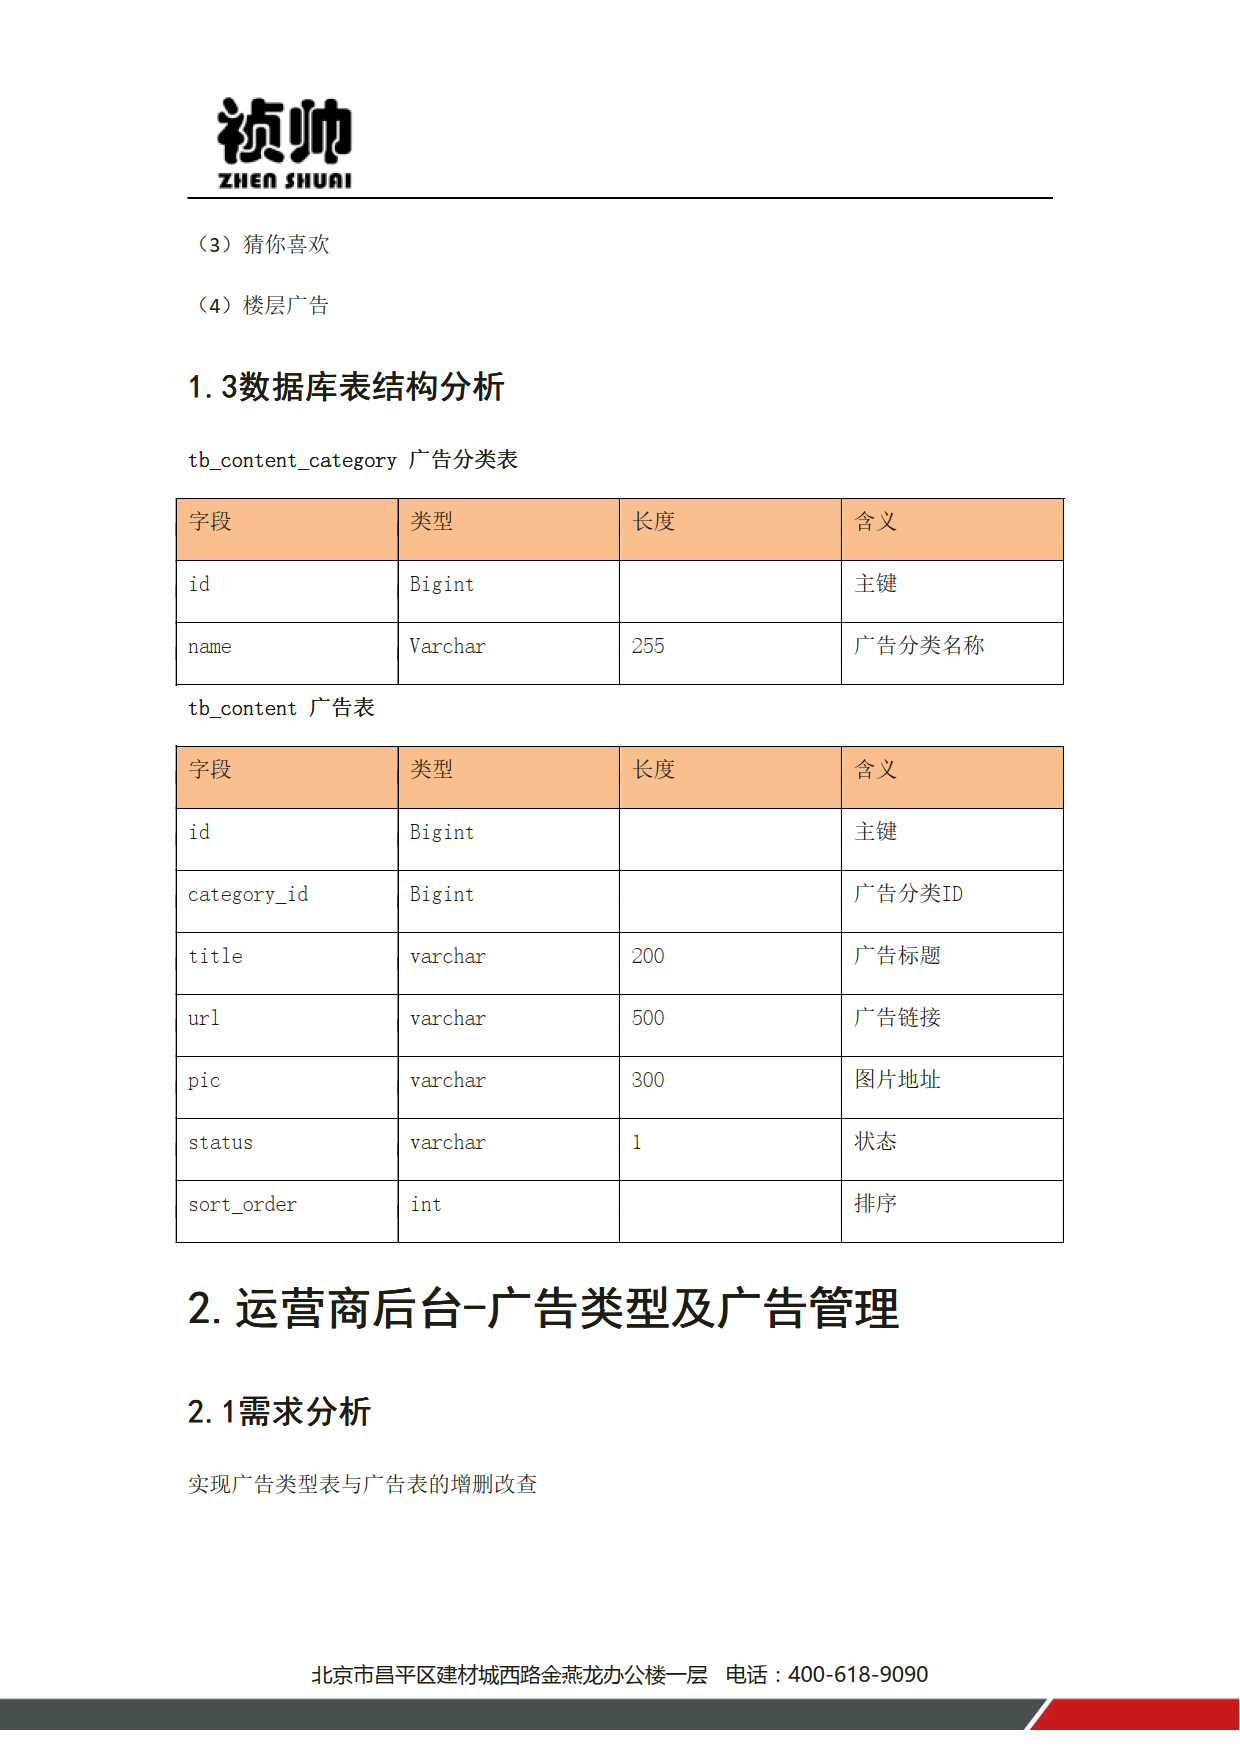 祯帅
ZHEN SHUAI
（3）猜你喜欢
（4）楼层广告
1.3数据库表结构分析
tb_content_category 广告分类表
字段 类型 长度 含义
id Bigint 主键
name Varchar 255 广告分类名称
tb_content 广告表
字段 类型 长度 含义
id Bigint 主键
category_id Bigint 广告分类ID
title varchar 200 广告标题
url varchar 500 广告链接
pic varchar 300 图片地址
status varchar 1 状态
sort_order int 排序
2.运营商后台-广告类型及广告管理
2.1需求分析
实现广告类型表与广告表的增删改查
北京市昌平区建材城西路金燕龙办公楼一层 电话：400-618-9090